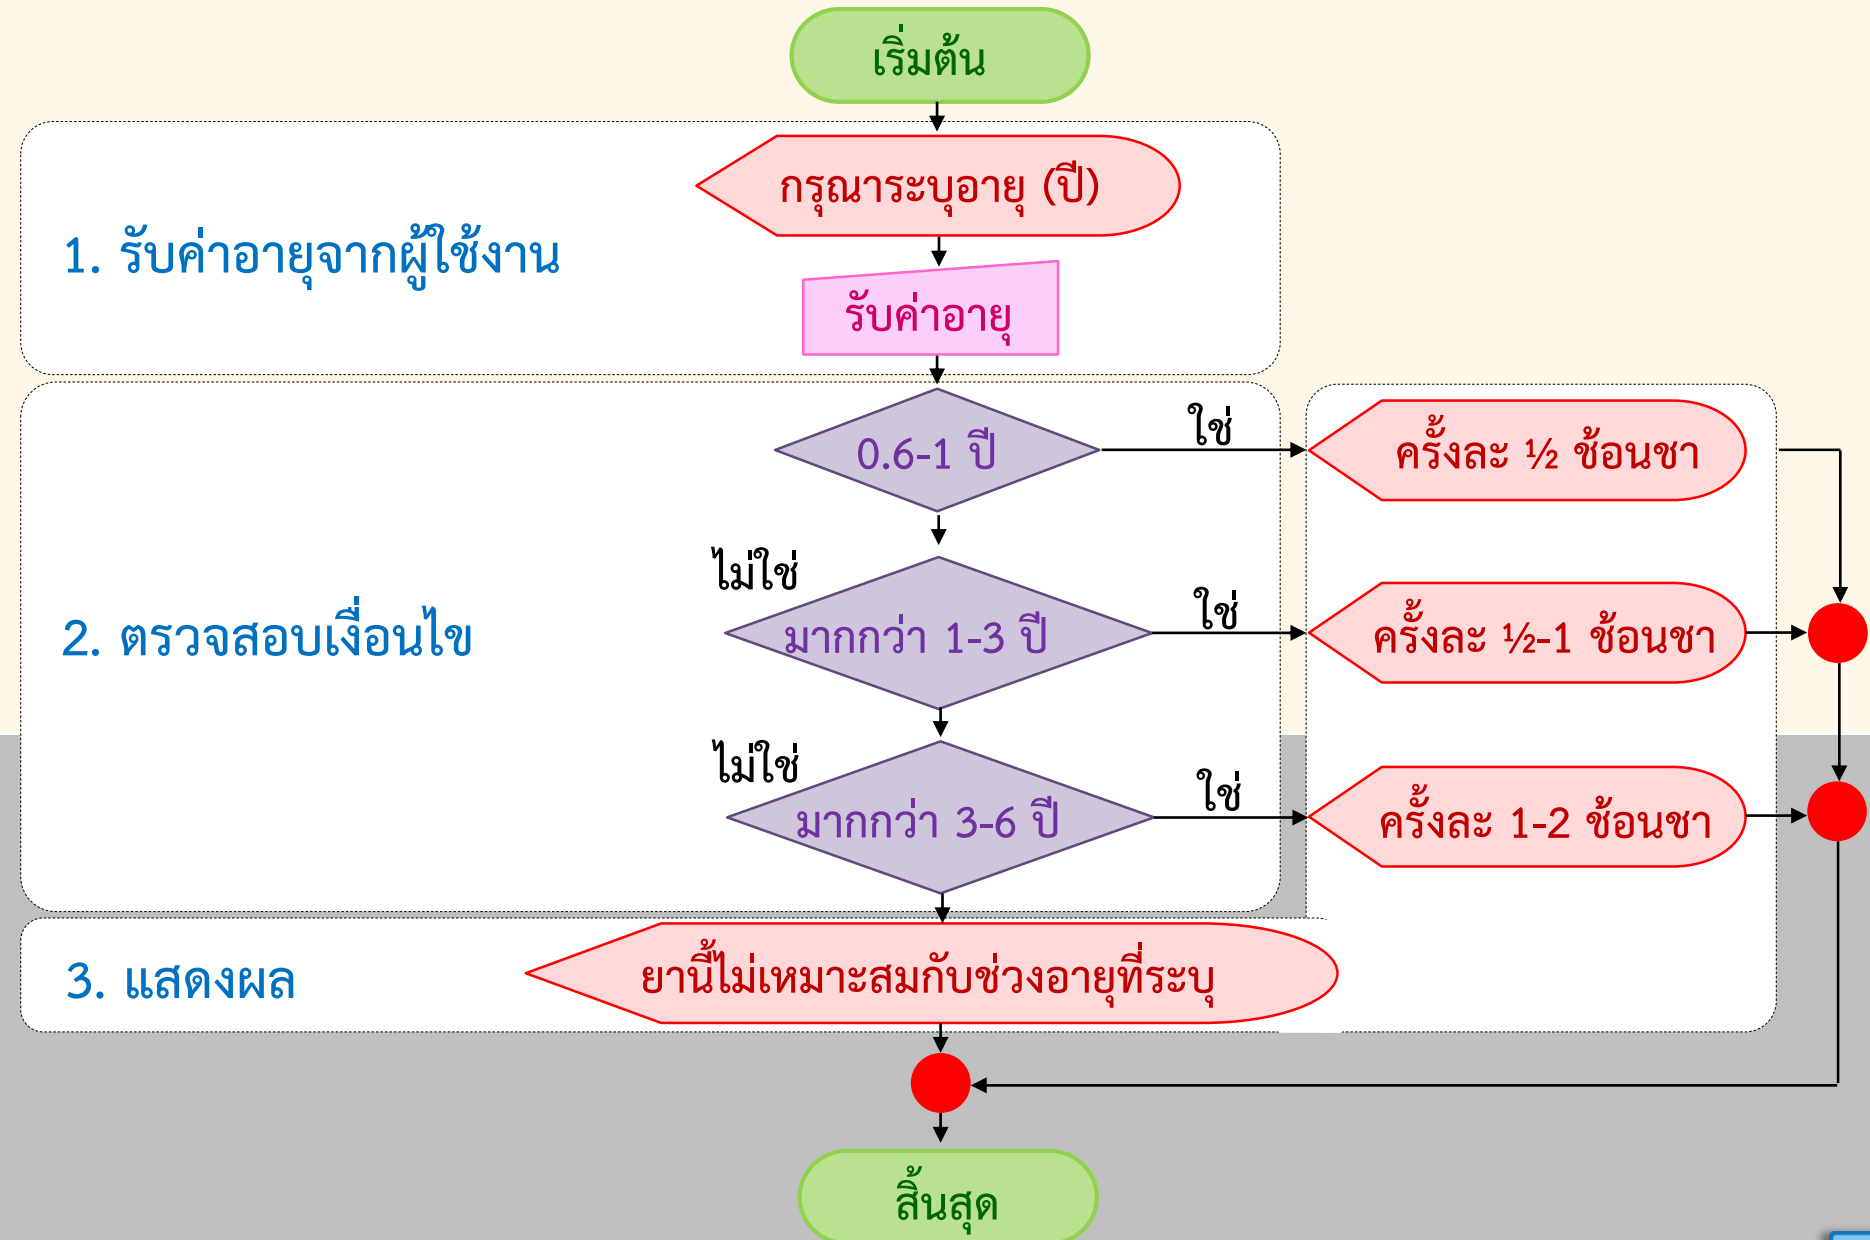 เริ่มต้น
กรุณาระบุอายุ (ปี)
1. รับค่าอายุจากผู้ใช้งาน
รับค่าอายุ
0.6-1 ปี
ใช่
ครั้งละ ½ ช้อนชา
ไม่ใช่
2. ตรวจสอบเงื่อนไข
มากกว่า 1-3 ปี
ใช่
ครั้งละ ½-1 ช้อนชา
ไม่ใช่
มากกว่า 3-6 ปี
ใช่
ครั้งละ 1-2 ช้อนชา
3. แสดงผล
ยานี้ไม่เหมาะสมกับช่วงอายุที่ระบุ
สิ้นสุด